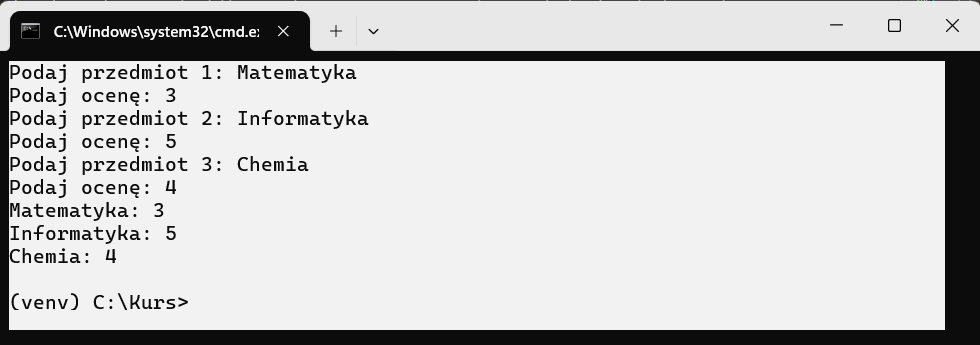 C:\Windows\system32\cmd.e
Podaj przedmiot 1: Matematyka
Podaj ocenę: 3
Podaj przedmiot 2: Informatyka
Podaj ocenę: 5
Podaj przedmiot 3: Chemia
Podaj ocenę: 4
Matematyka: 3
Informatyka: 5
Chemia: 4
(venv) C:\Kurs>